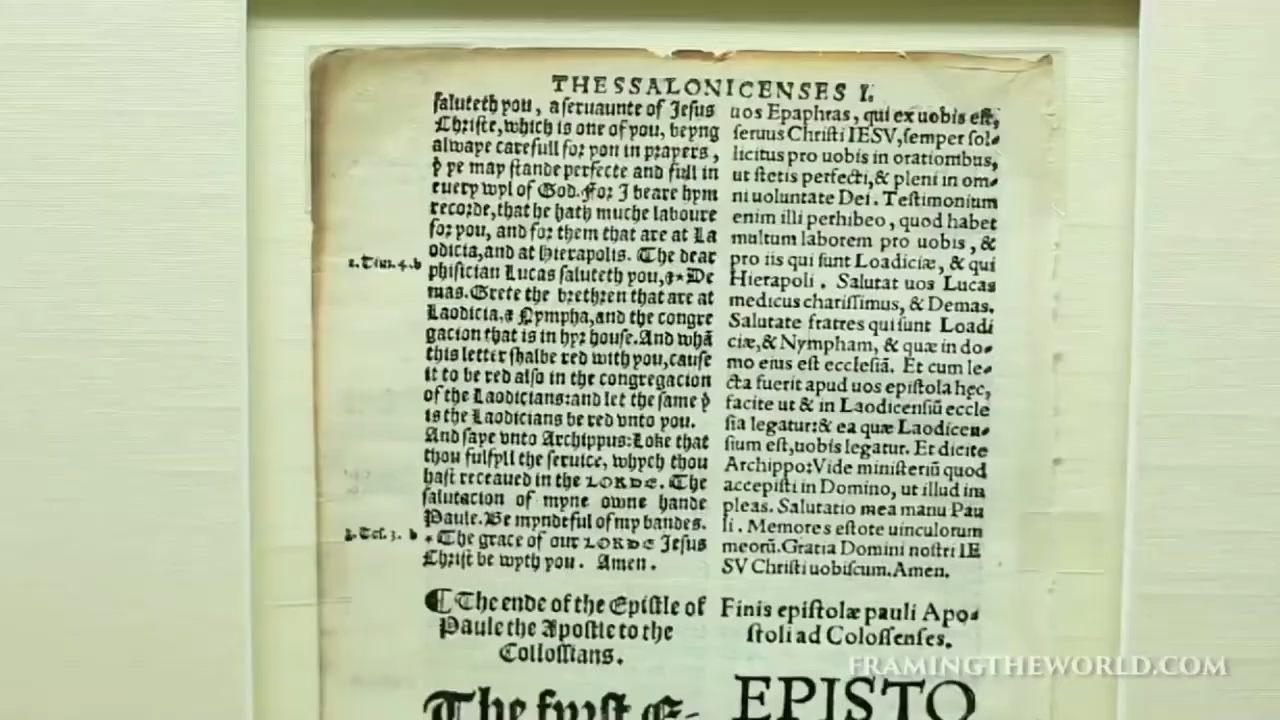 THESSALONICENSES I.
saluteth you, a seruaunte of Jesus
Christe, which is one of you, beyng
alwaye carefull for yon in prayers,
þͤ ye may stande perfecte and full in
euery wyl of God. For I beare hym
recorde, that he hath muche laboure
for you, and for them that are at La
odicia, and at Hierapolis. The dear
1. Tim. 4. b
phisician Lucas saluteth you, & * De
mas. Grete the brethren that are at
Laodicia, & Nympha, and the congre
gacion that is in hyz house. And whā
this letter shalbe red with you, cause
it to be red also in the congregacion
of the Laodicians: and let the same þͤ
is the Laodicians be red vnto you.
And saye vnto Archippus: Loke that
thou fulfyll the seruice, whych thou
hast receaued in the LORDE. The
salutacion of myne owne hande
Paule. Be myndeful of my bandes.
2. Tes. 3. b
* The grace of our LORDE Jesus
Christ be wyth you. Amen.
¶ The ende of the Epistle of
Paule the Apostle to the
Collossians.
The fyrst E-
uos Epaphras, qui ex uobis est,
seruus Christi IESV, semper sol-
licitus pro uobis in orationibus,
ut stetis perfecti, & pleni in om-
ni uoluntate Dei. Testimonium
enim illi perhibeo, quod habet
multum laborem pro uobis, &
pro iis qui sunt Loadiciæ, & qui
Hierapoli. Salutat uos Lucas
medicus charissimus, & Demas.
Salutate fratres qui sunt Loadi
ciæ, & Nympham, & quæ in do-
mo eius est ecclesiā. Et cum le-
cta fuerit apud uos epistola hęc,
facite ut & in Laodicensiū eccle
sia legatur: & ea quæ Laodicen-
sium est, uobis legatur. Et dicite
Archippo: Vide ministeriū quod
accepisti in Domino, ut illud im
pleas. Salutatio mea manu Pau
li. Memores estote uinculorum
meorū. Gratia Domini nostri IE
SV Christi uobiscum. Amen.
Finis epistolæ pauli Apo-
stoli ad Colossenses.
EPISTO
FRAMINGTHEWORLD.COM